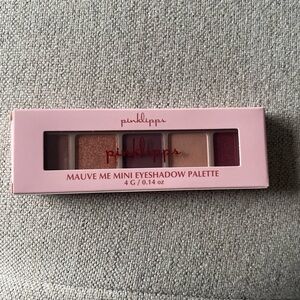 pinklipps
pinklipps
MAUVE ME MINI EYESHADOW PALETTE
4 G / 0.14 oz